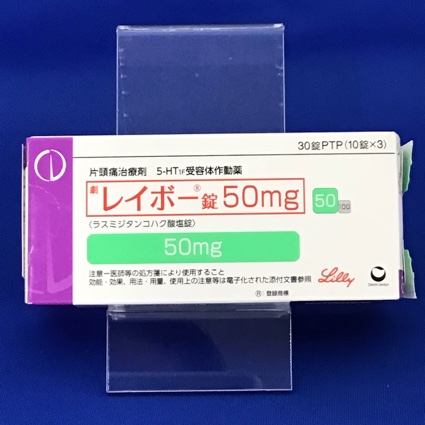 30錠PTP(10錠×3)
片頭痛治療剤 5-HT1F受容体作動薬
劇 レイボー®錠50mg 50 100
(ラスミジタンコハク酸塩錠)
50mg
注意−医師等の処方箋により使用すること
効能・効果、用法・用量、使用上の注意等は電子化された添付文書参照
Lilly
Ⓡ:登録商標
Daiichi-Sankyo